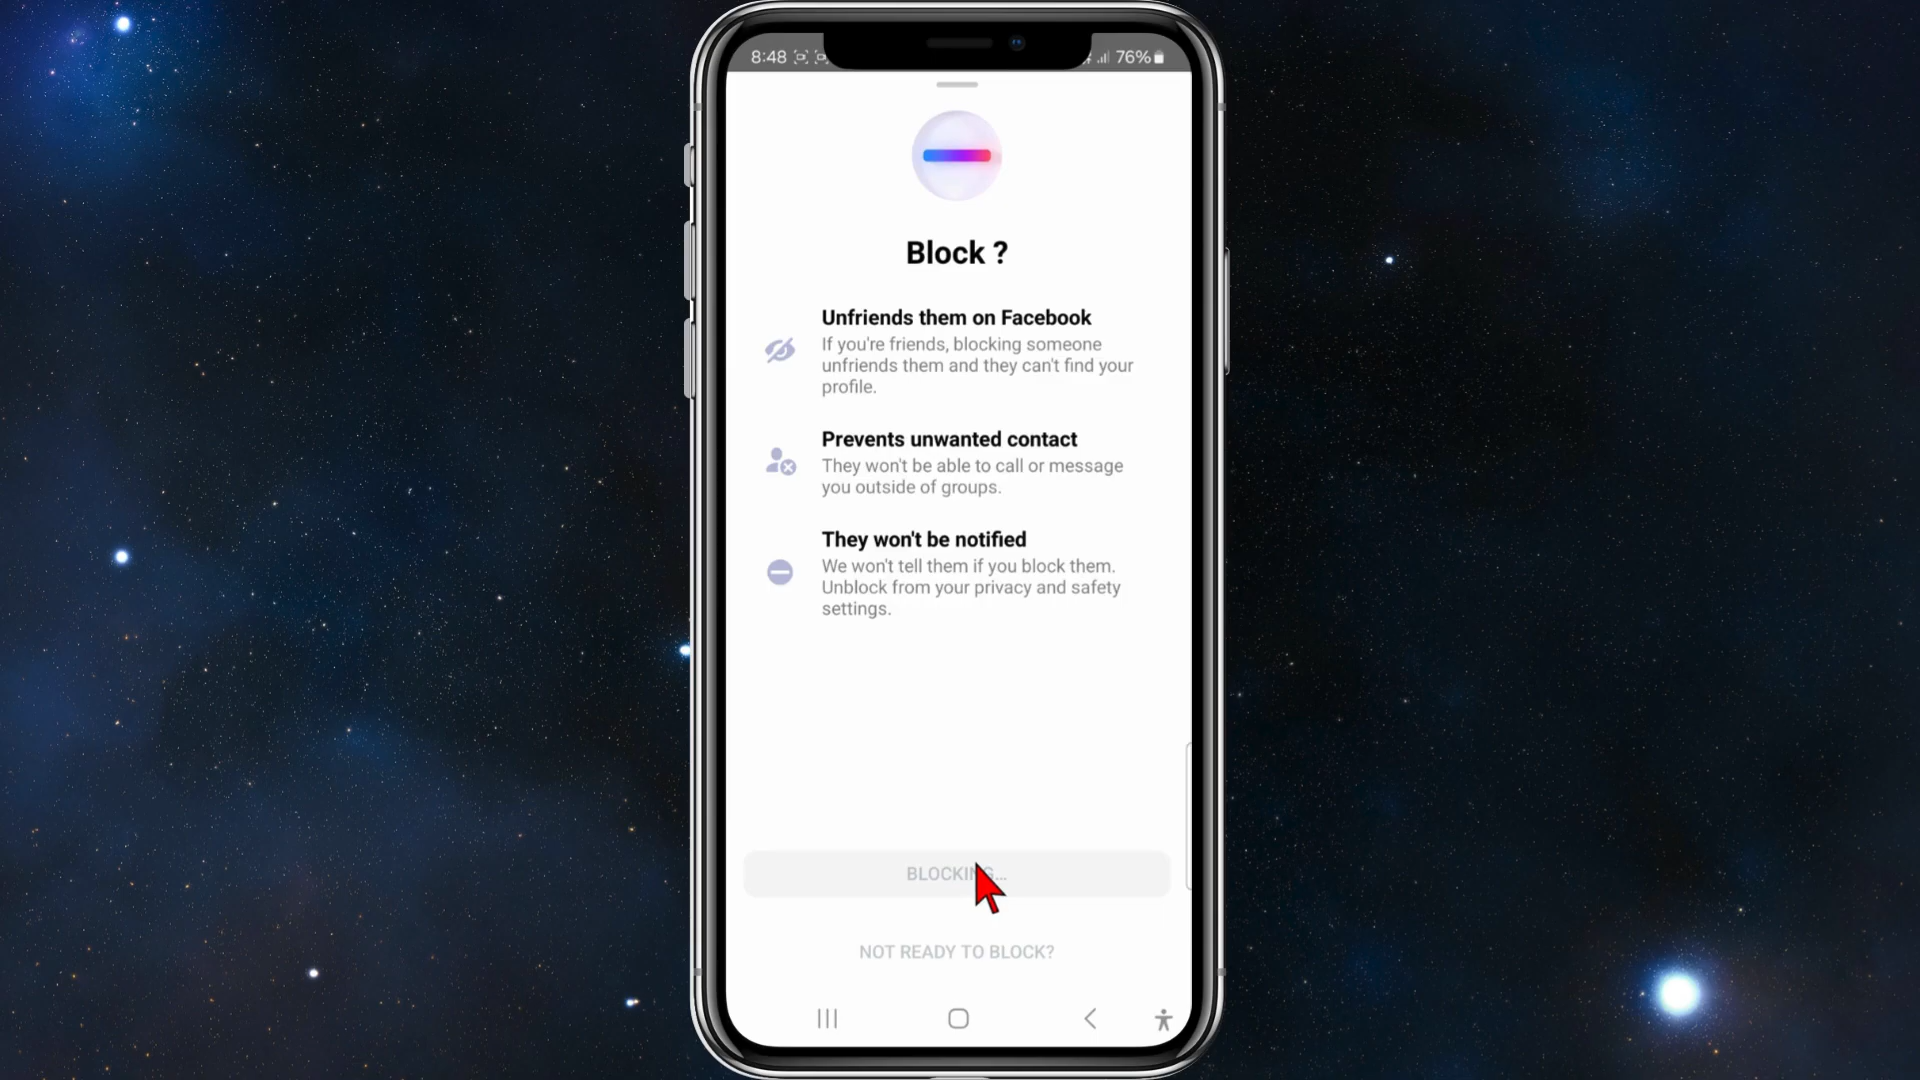 8:48
76%
Block ?
Unfriends them on Facebook
If you're friends, blocking someone
unfriends them and they can't find your
profile.
Prevents unwanted contact
They won't be able to call or message
you outside of groups.
They won't be notified
We won't tell them if you block them.
Unblock from your privacy and safety
settings.
BLOCKING...
NOT READY TO BLOCK?